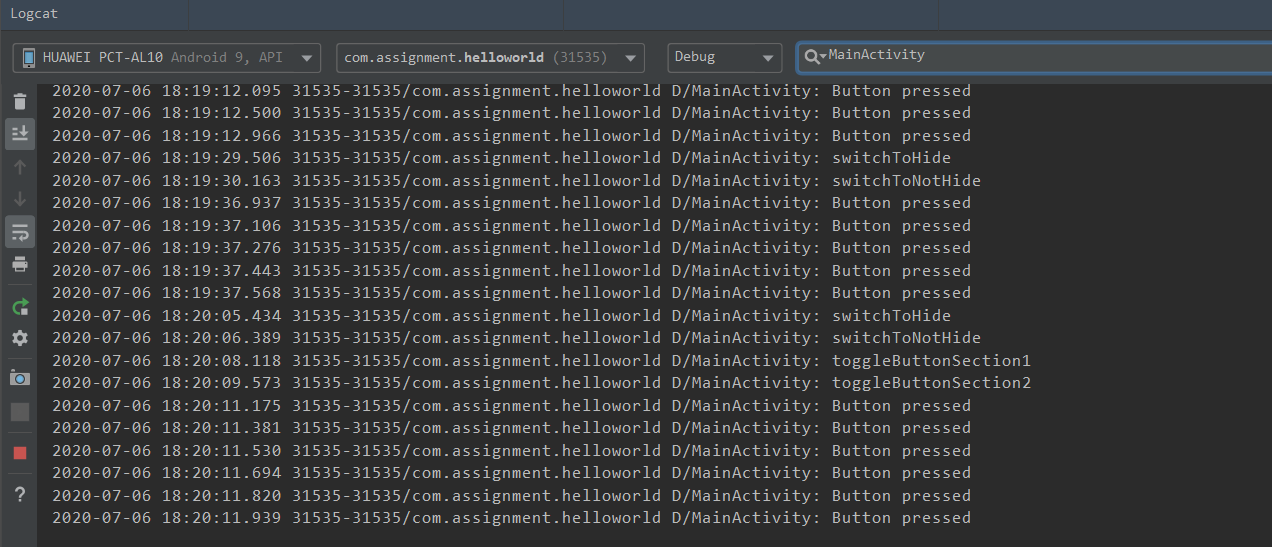 Logcat
HUAWEI PCT-AL10 Android 9, API
com.assignment.helloworld (31535)
Debug
MainActivity
2020-07-06 18:19:12.095 31535-31535/com.assignment.helloworld D/MainActivity: Button pressed
2020-07-06 18:19:12.500 31535-31535/com.assignment.helloworld D/MainActivity: Button pressed
2020-07-06 18:19:12.966 31535-31535/com.assignment.helloworld D/MainActivity: Button pressed
2020-07-06 18:19:29.506 31535-31535/com.assignment.helloworld D/MainActivity: switchToHide
2020-07-06 18:19:30.163 31535-31535/com.assignment.helloworld D/MainActivity: switchToNotHide
2020-07-06 18:19:36.937 31535-31535/com.assignment.helloworld D/MainActivity: Button pressed
2020-07-06 18:19:37.106 31535-31535/com.assignment.helloworld D/MainActivity: Button pressed
2020-07-06 18:19:37.276 31535-31535/com.assignment.helloworld D/MainActivity: Button pressed
2020-07-06 18:19:37.443 31535-31535/com.assignment.helloworld D/MainActivity: Button pressed
2020-07-06 18:19:37.568 31535-31535/com.assignment.helloworld D/MainActivity: Button pressed
2020-07-06 18:20:05.434 31535-31535/com.assignment.helloworld D/MainActivity: switchToHide
2020-07-06 18:20:06.389 31535-31535/com.assignment.helloworld D/MainActivity: switchToNotHide
2020-07-06 18:20:08.118 31535-31535/com.assignment.helloworld D/MainActivity: toggleButtonSection1
2020-07-06 18:20:09.573 31535-31535/com.assignment.helloworld D/MainActivity: toggleButtonSection2
2020-07-06 18:20:11.175 31535-31535/com.assignment.helloworld D/MainActivity: Button pressed
2020-07-06 18:20:11.381 31535-31535/com.assignment.helloworld D/MainActivity: Button pressed
2020-07-06 18:20:11.530 31535-31535/com.assignment.helloworld D/MainActivity: Button pressed
2020-07-06 18:20:11.694 31535-31535/com.assignment.helloworld D/MainActivity: Button pressed
2020-07-06 18:20:11.820 31535-31535/com.assignment.helloworld D/MainActivity: Button pressed
2020-07-06 18:20:11.939 31535-31535/com.assignment.helloworld D/MainActivity: Button pressed